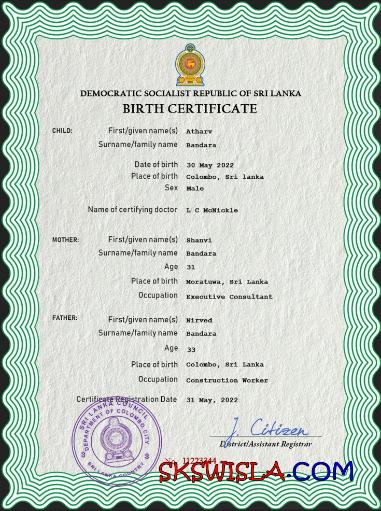 DEMOCRATIC SOCIALIST REPUBLIC OF SRI LANKA
BIRTH CERTIFICATE
CHILD: First/given name(s) Atharv
Surname/family name Bandara
Date of birth 30 May 2022
Place of birth Colombo, Sri lanka
Sex Male
Name of certifying doctor L C McNickle
MOTHER: First/given name(s) Shanvi
Surname/family name Bandara
Age 31
Place of birth Moratuwa, Sri Lanka
Occupation Executive Consultant
FATHER: First/given name(s) Nirved
Surname/family name Bandara
Age 33
Place of birth Colombo, Sri Lanka
Occupation Construction Worker
Certificate Registration Date 31 May, 2022
SRI LANKA COUNCIL
DEPARTMENT OF COLOMBO CITY
SRI LANKA COUNTRY
J. Citizen
District/Assistant Registrar
No. 11223344
SKSWISLA.COM